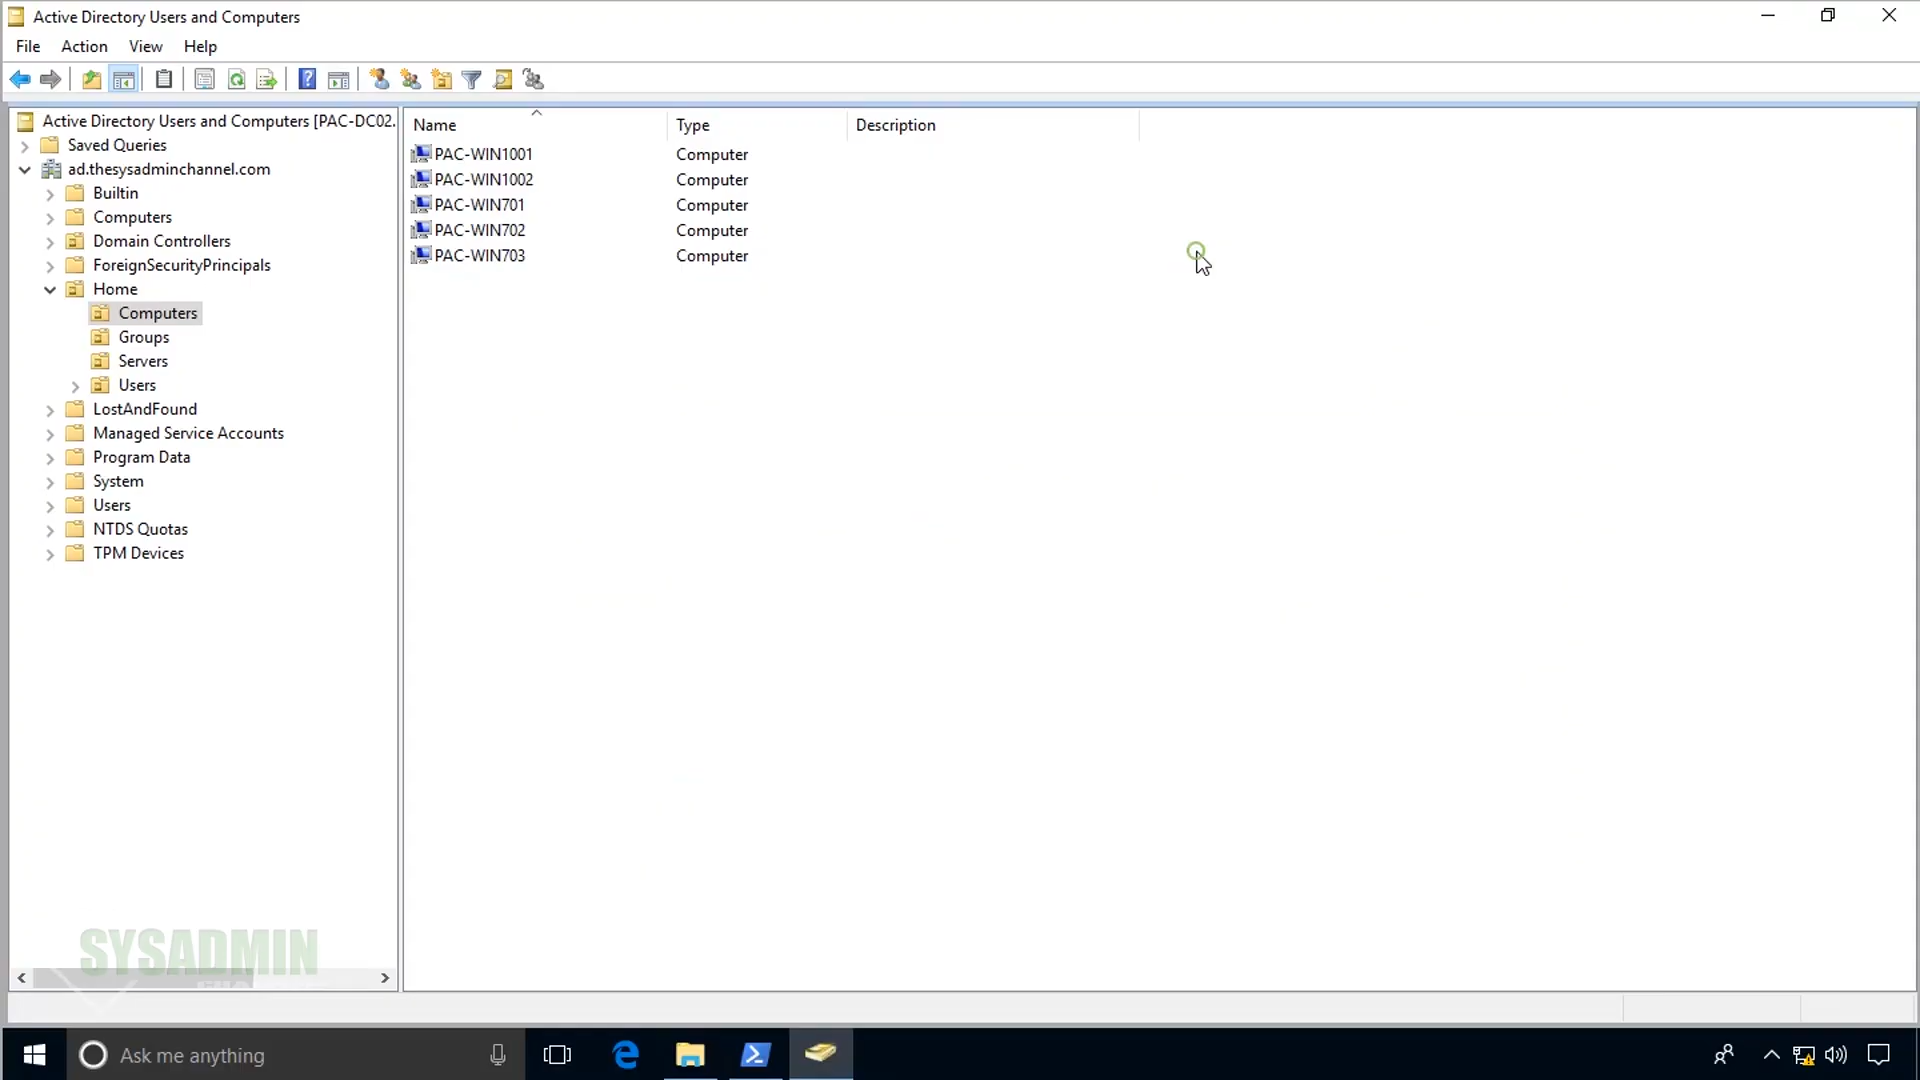 Active Directory Users and Computers
File Action View Help
Active Directory Users and Computers [PAC-DC02.
Saved Queries
ad.thesysadminchannel.com
Builtin
Computers
Domain Controllers
ForeignSecurityPrincipals
Home
Computers
Groups
Servers
Users
LostAndFound
Managed Service Accounts
Program Data
System
Users
NTDS Quotas
TPM Devices
Name Type Description
PAC-WIN1001 Computer
PAC-WIN1002 Computer
PAC-WIN701 Computer
PAC-WIN702 Computer
PAC-WIN703 Computer
SYSADMIN
Ask me anything